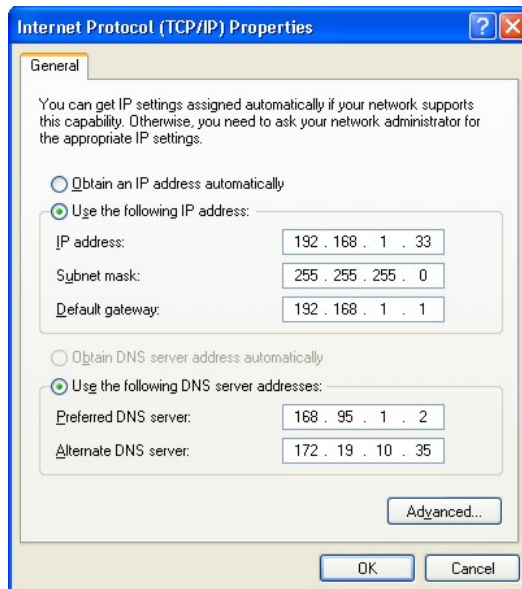 Internet Protocol (TCP/IP) Properties
General
You can get IP settings assigned automatically if your network supports
this capability. Otherwise, you need to ask your network administrator for
the appropriate IP settings.
Obtain an IP address automatically
Use the following IP address:
IP address: 192 . 168 . 1 . 33
Subnet mask: 255 . 255 . 255 . 0
Default gateway: 192 . 168 . 1 . 1
Obtain DNS server address automatically
Use the following DNS server addresses:
Preferred DNS server: 168 . 95 . 1 . 2
Alternate DNS server: 172 . 19 . 10 . 35
Advanced...
OK Cancel